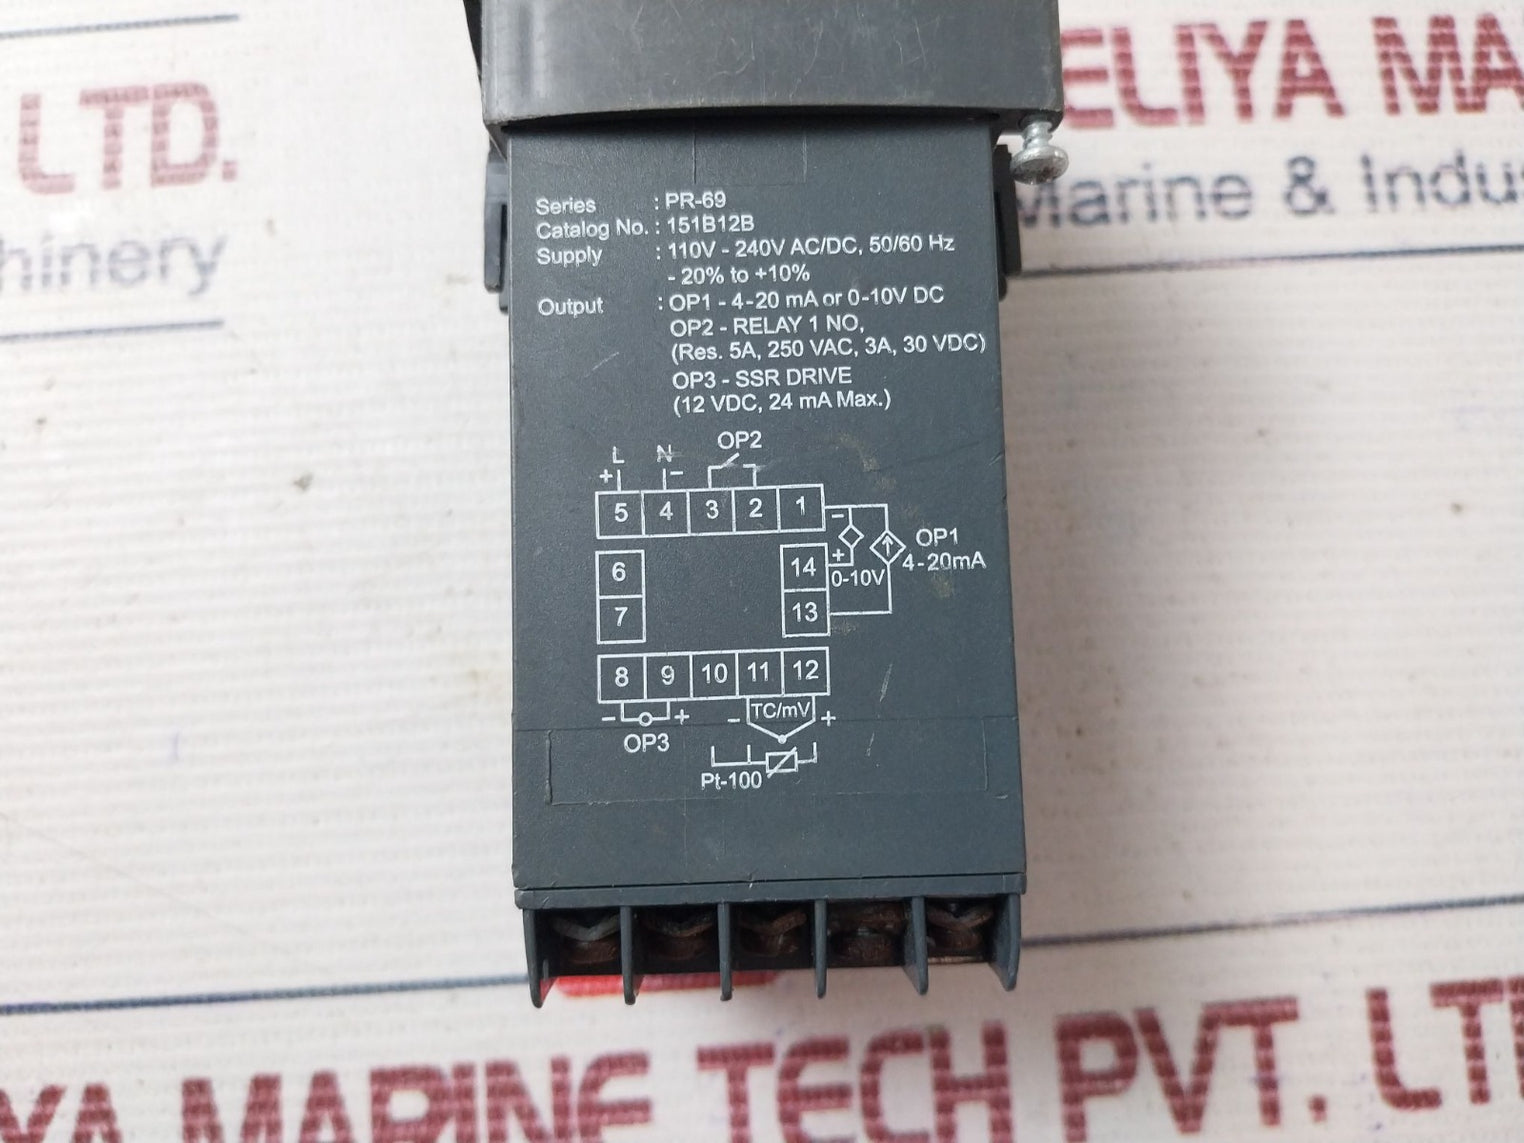 LTD.
ELIYA MA
hinery
Marine & Indus
Series : PR-69
Catalog No. : 151B12B
Supply : 110V - 240V AC/DC, 50/60 Hz
- 20% to +10%
Output : OP1 - 4-20 mA or 0-10V DC
OP2 - RELAY 1 NO,
(Res. 5A, 250 VAC, 3A, 30 VDC)
OP3 - SSR DRIVE
(12 VDC, 24 mA Max.)
OP2
L N
+ -
5 4 3 2 1
-
OP1
4-20mA
+
0-10V
6 14
7 13
8 9 10 11 12
- + - TC/mV +
OP3
Pt-100
YA MARINE TECH PVT. LT